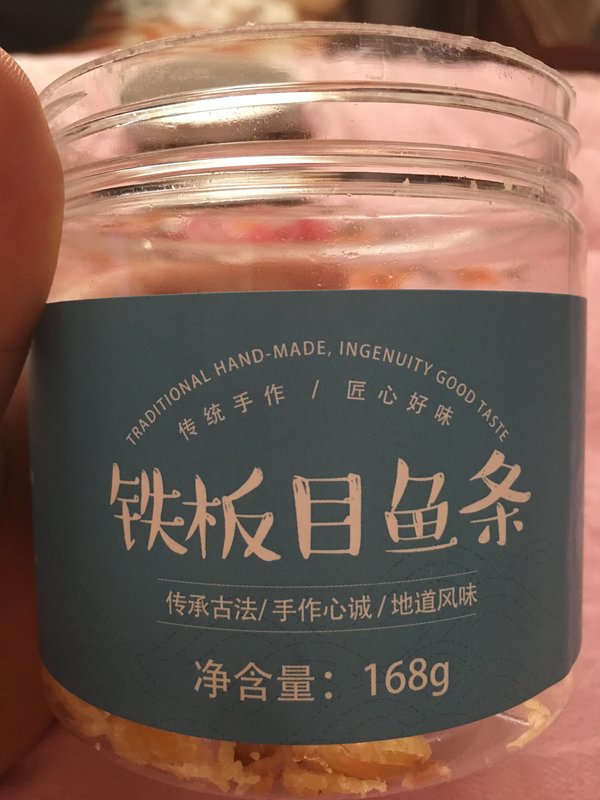 TRADITIONAL HAND-MADE, INGENUITY GOOD TASTE
传统手作 / 匠心好味
铁板目鱼条
传承古法/手作心诚/地道风味
净含量：168g